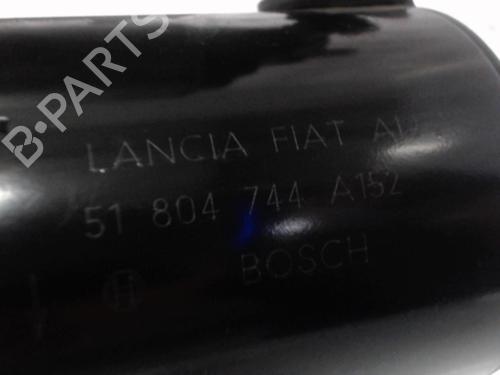 B-PARTS
LANCIA FIAT
51 804 744 A152
BOSCH